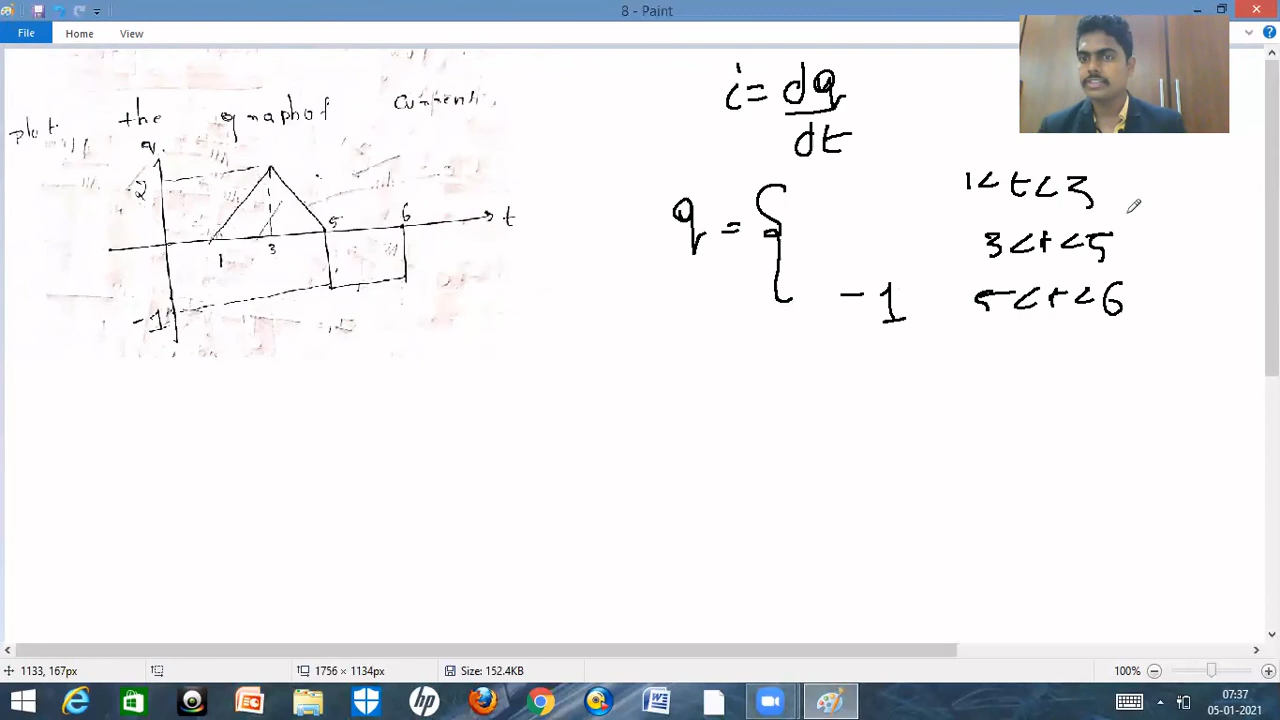 8 - Paint
File Home View
plot the graph of current.
q
2
1 3 5 6 t
-1
i = dq
dt
q = {
1 < t < 3
3 < t < 5
-1 5 < t < 6
1133, 167px 1756 × 1134px Size: 152.4KB 100%
07:37
05-01-2021